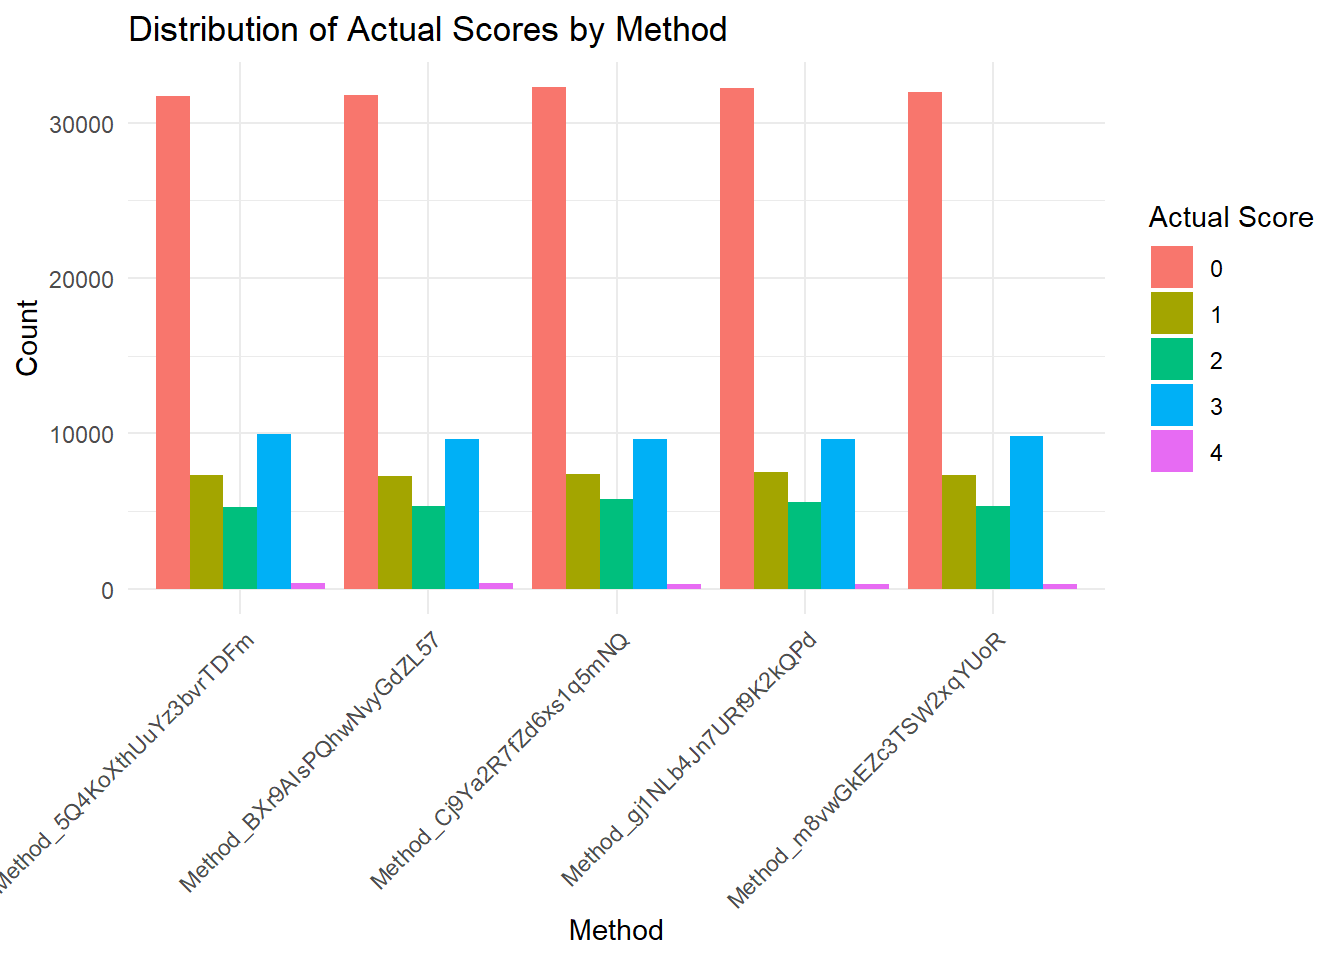 Distribution of Actual Scores by Method
Count
30000
20000
10000
0
Method_5Q4KoXthUuYz3bvrTDFm
Method_BXr9AIsPQhwNvyGdZL57
Method_Cj9Ya2R7fZd6xs1q5mNQ
Method_gj1NLb4Jn7URf9K2kQPd
Method_m8vwGkEZc3TSW2xqYUoR
Method
Actual Score
0
1
2
3
4